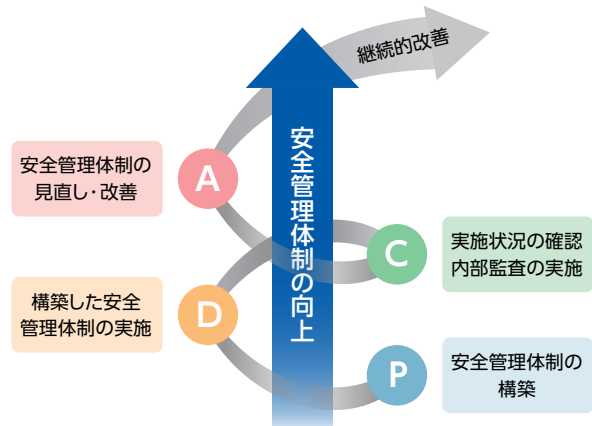 継続的改善
安全管理体制の向上
A
安全管理体制の
見直し・改善
C
実施状況の確認
内部監査の実施
D
構築した安全
管理体制の実施
P
安全管理体制の
構築